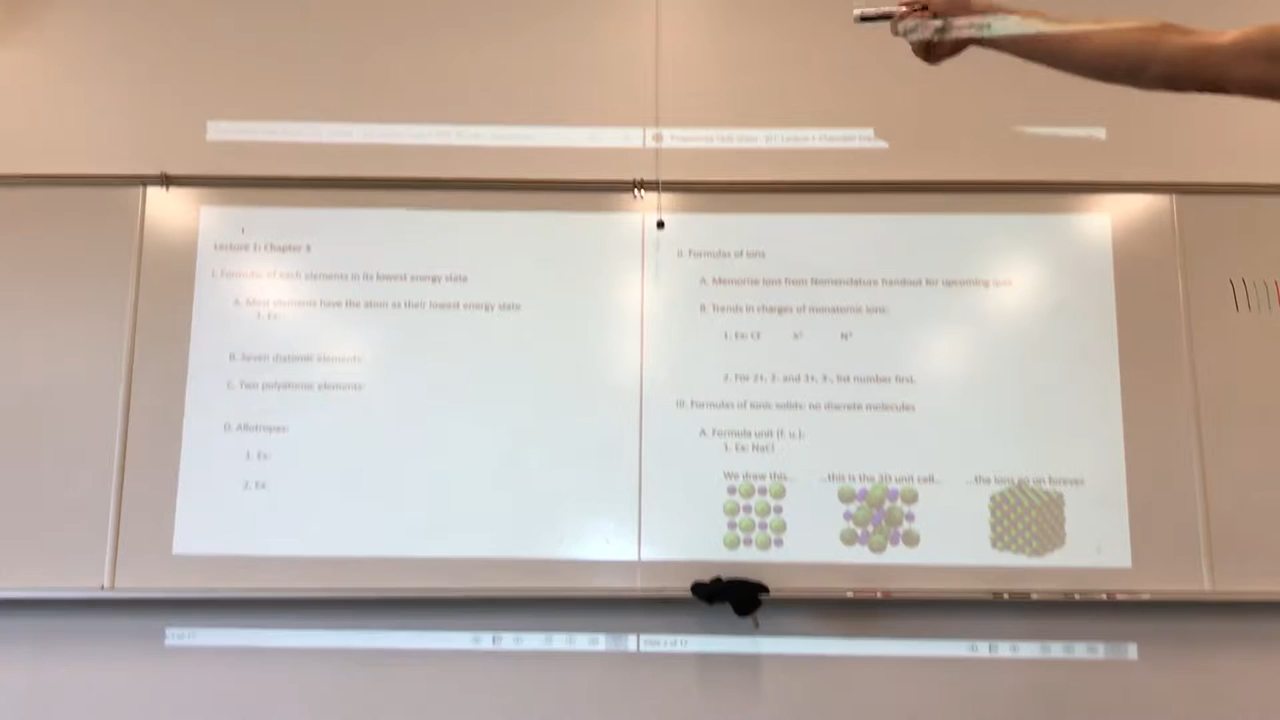 Lecture 1: Chapter 3
I. Formulas of each elements in its lowest energy state
A. Most elements have the atom as their lowest energy state
1. Ex:
B. Seven diatomic elements:
C. Two polyatomic elements:
D. Allotropes:
1. Ex:
2. Ex:
II. Formulas of ions
A. Memorize ions from Nomenclature handout for upcoming quiz
B. Trends in charges of monatomic ions:
1. Ex:
2. For 2+, 2- and 3+, 3-, list number first.
III. Formulas of ionic solids: no discrete molecules
A. Formula unit (f. u.):
1. Ex: NaCl
We draw this... ...this is the 3D unit cell... ...the ions go on forever